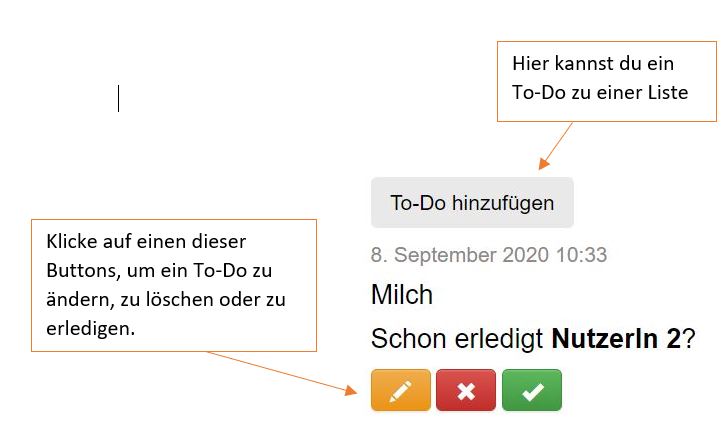 Hier kannst du ein
To-Do zu einer Liste
To-Do hinzufügen
Klicke auf einen dieser
Buttons, um ein To-Do zu
ändern, zu löschen oder zu
erledigen.
8. September 2020 10:33
Milch
Schon erledigt NutzerIn 2?